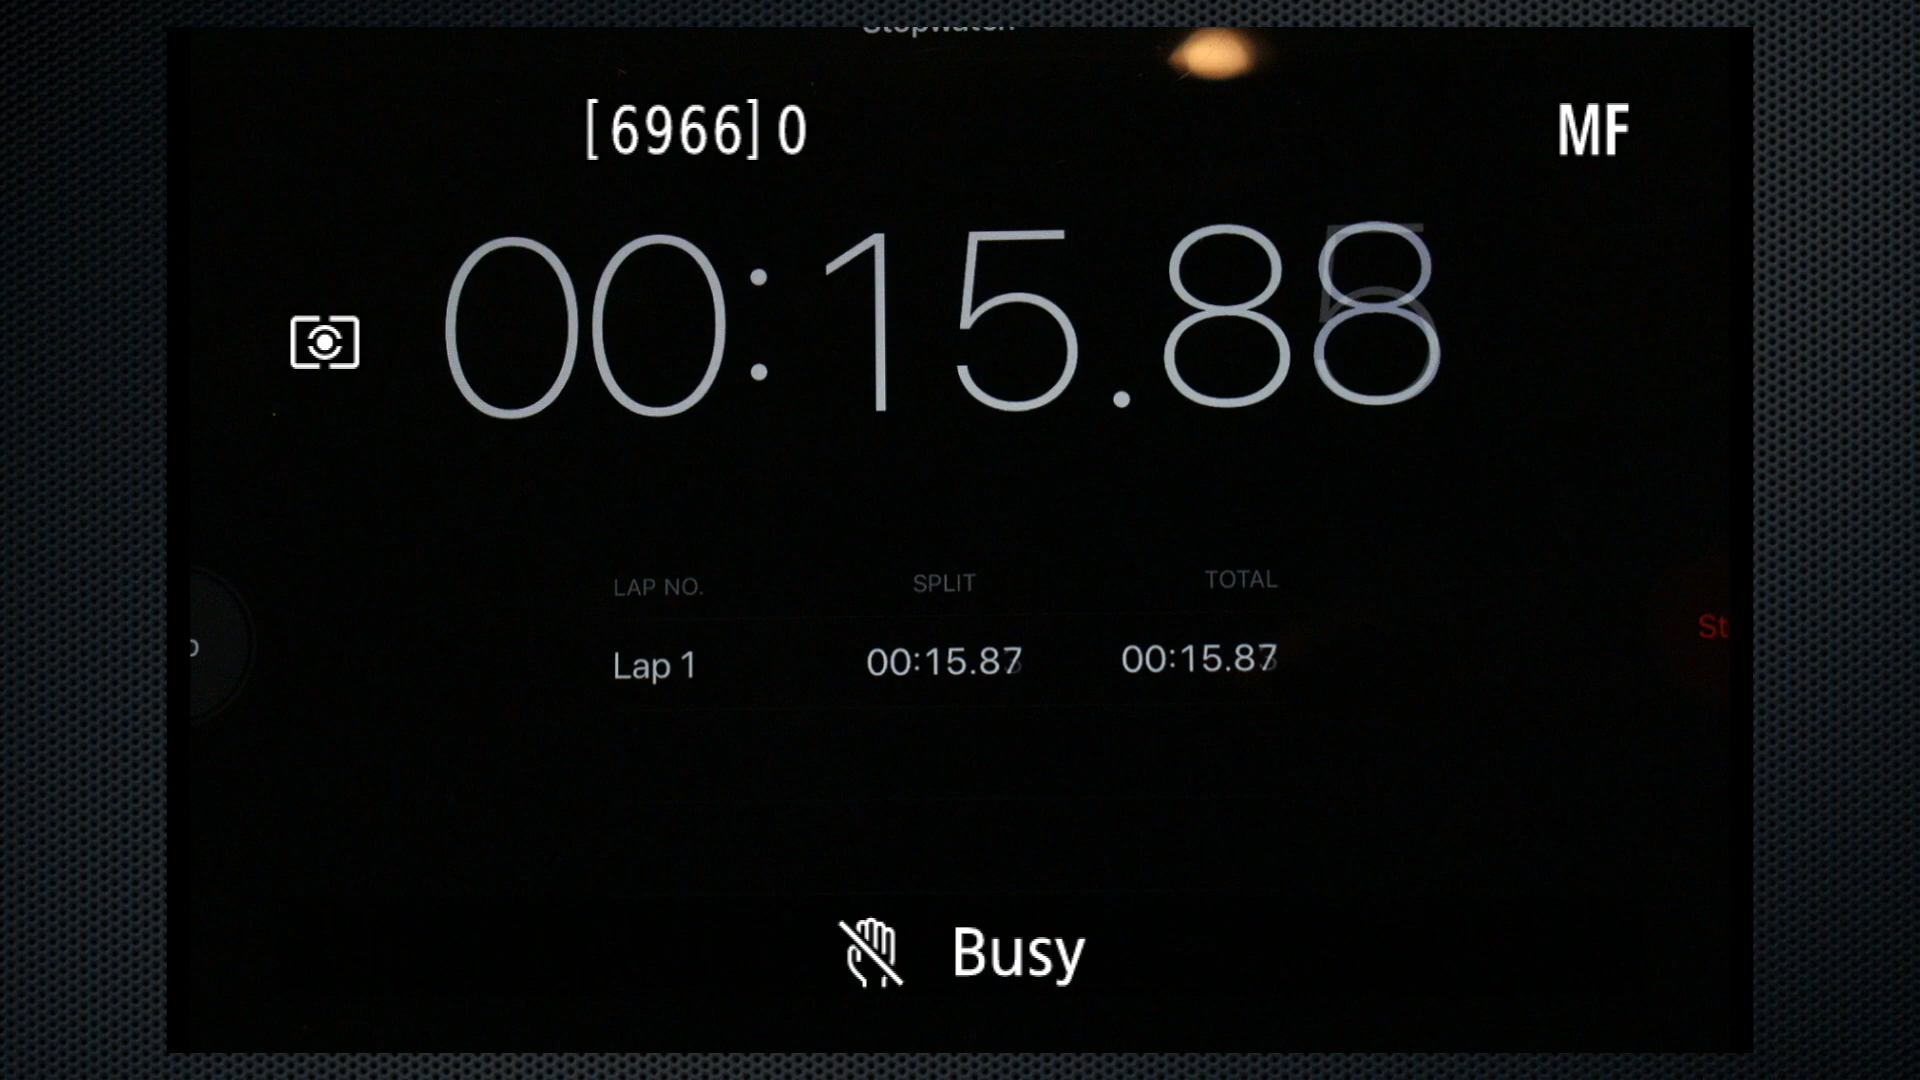 Stopwatch
[6966] 0
MF
00:15.88
LAP NO. SPLIT TOTAL
St
Lap 1 00:15.87 00:15.87
Busy